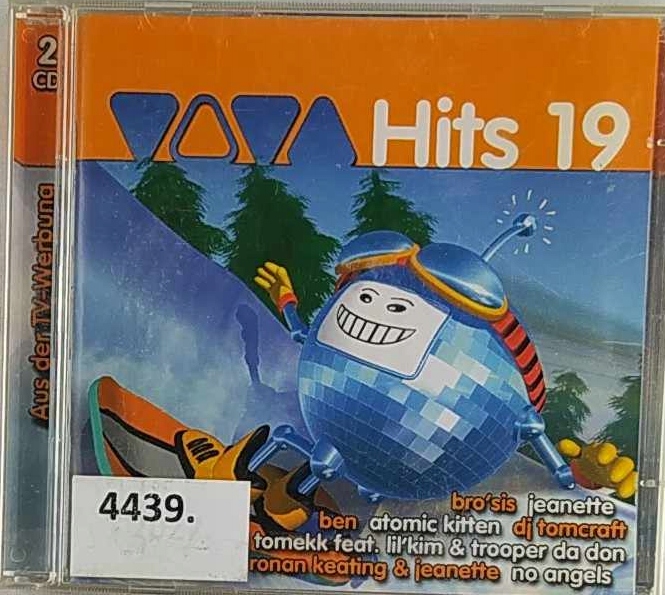 2
CD
Aus der TV-Werbung
VIVA Hits 19
bro'sis jeanette
ben atomic kitten dj tomcraft
tomekk feat. lil'kim & trooper da don
ronan keating & jeanette no angels
4439.